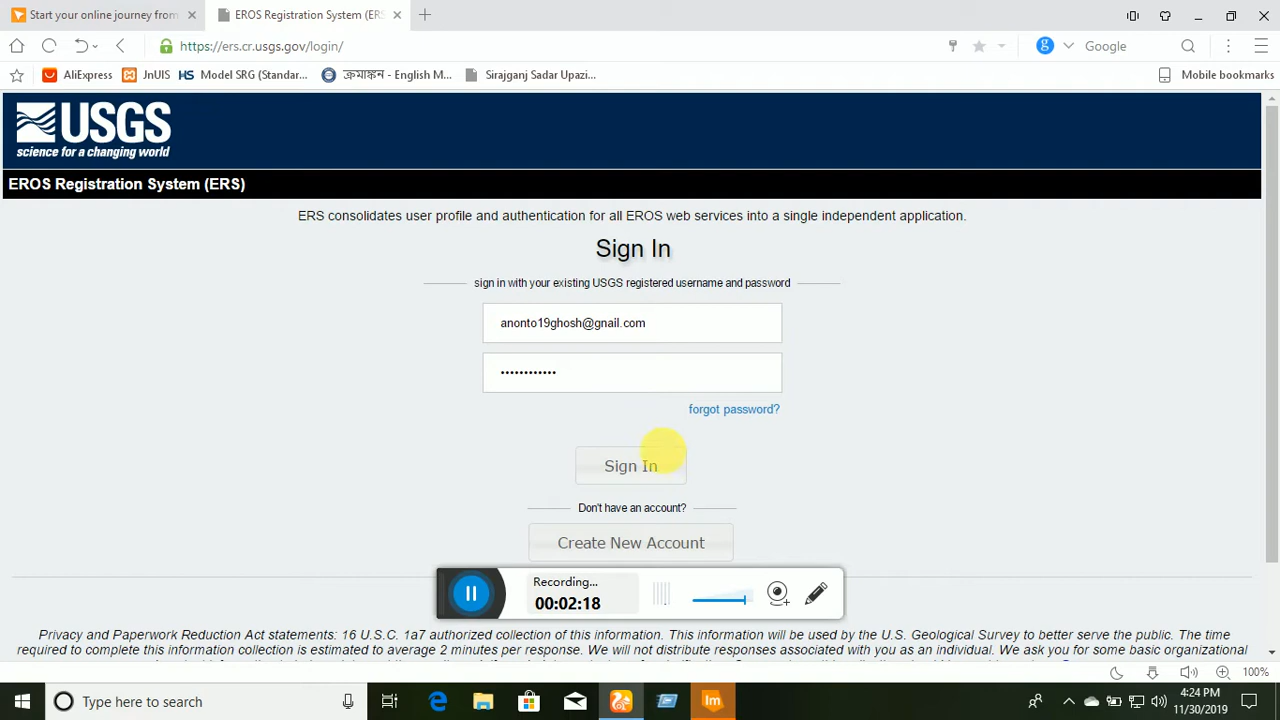 Start your online journey from
EROS Registration System (ERS
https://ers.cr.usgs.gov/login/
Google
AliExpress
JnUIS
Model SRG (Standar...
ক্রমাঙ্কন - English M...
Sirajganj Sadar Upazi...
Mobile bookmarks
USGS
science for a changing world
EROS Registration System (ERS)
ERS consolidates user profile and authentication for all EROS web services into a single independent application.
Sign In
sign in with your existing USGS registered username and password
anonto19ghosh@gnail.com
••••••••••••
forgot password?
Sign In
Don't have an account?
Create New Account
Recording...
00:02:18
Privacy and Paperwork Reduction Act statements: 16 U.S.C. 1a7 authorized collection of this information. This information will be used by the U.S. Geological Survey to better serve the public. The time
required to complete this information collection is estimated to average 2 minutes per response. We will not distribute responses associated with you as an individual. We ask you for some basic organizational
100%
Type here to search
Im
4:24 PM
11/30/2019